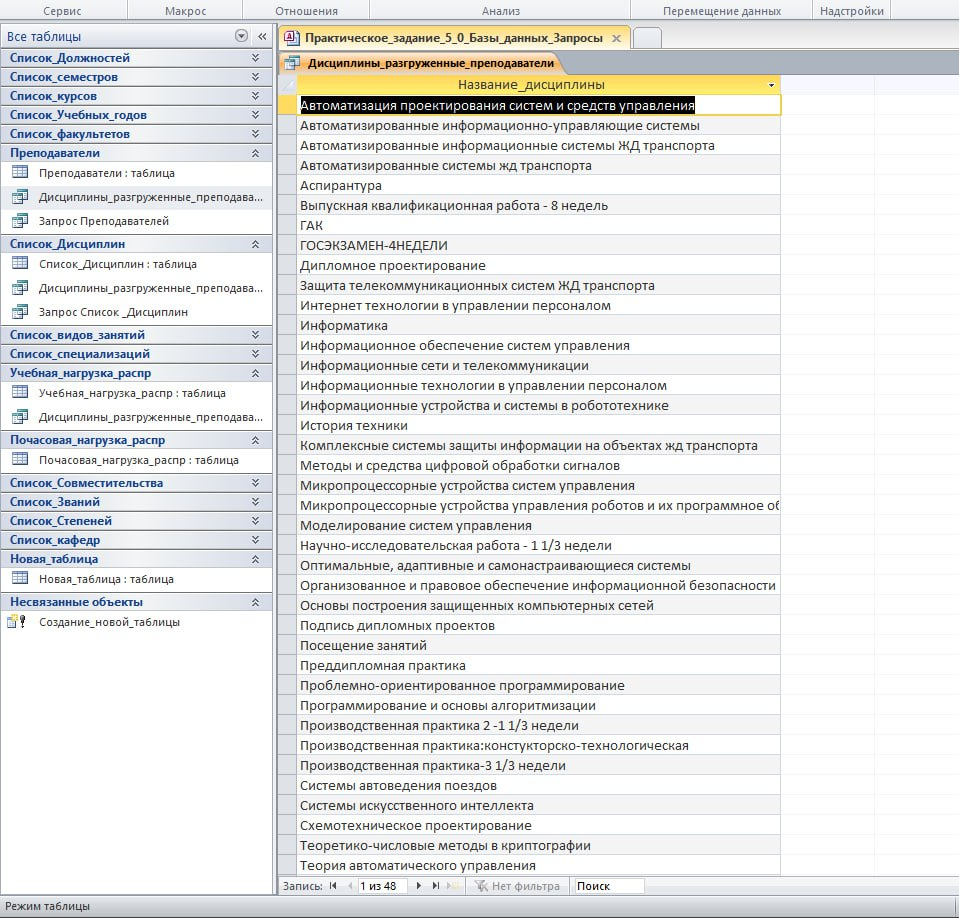 Сервис Макрос Отношения Анализ Перемещение данных Надстройки
Все таблицы
Список_Должностей
Список_семестров
Список_курсов
Список_Учебных_годов
Список_факультетов
Преподаватели
Преподаватели : таблица
Дисциплины_разгруженные_преподава...
Запрос Преподавателей
Список_Дисциплин
Список_Дисциплин : таблица
Дисциплины_разгруженные_преподава...
Запрос Список _Дисциплин
Список_видов_занятий
Список_специализаций
Учебная_нагрузка_распр
Учебная_нагрузка_распр : таблица
Дисциплины_разгруженные_преподава...
Почасовая_нагрузка_распр
Почасовая_нагрузка_распр : таблица
Список_Совместительства
Список_Званий
Список_Степеней
Список_кафедр
Новая_таблица
Новая_таблица : таблица
Несвязанные объекты
Создание_новой_таблицы
Практическое_задание_5_0_Базы_данных_Запросы
Дисциплины_разгруженные_преподаватели
Название_дисциплины
Автоматизация проектирования систем и средств управления
Автоматизированные информационно-управляющие системы
Автоматизированные информационные системы ЖД транспорта
Автоматизированные системы жд транспорта
Аспирантура
Выпускная квалификационная работа - 8 недель
ГАК
ГОСЭКЗАМЕН-4НЕДЕЛИ
Дипломное проектирование
Защита телекоммуникационных систем ЖД транспорта
Интернет технологии в управлении персоналом
Информатика
Информационное обеспечение систем управления
Информационные сети и телекоммуникации
Информационные технологии в управлении персоналом
Информационные устройства и системы в робототехнике
История техники
Комплексные системы защиты информации на объектах жд транспорта
Методы и средства цифровой обработки сигналов
Микропроцессорные устройства систем управления
Микропроцессорные устройства управления роботов и их программное об
Моделирование систем управления
Научно-исследовательская работа - 1 1/3 недели
Оптимальные, адаптивные и самонастраивающиеся системы
Организованное и правовое обеспечение информационной безопасности
Основы построения защищенных компьютерных сетей
Подпись дипломных проектов
Посещение занятий
Преддипломная практика
Проблемно-ориентированное программирование
Программирование и основы алгоритмизации
Производственная практика 2 -1 1/3 недели
Производственная практика:констукторско-технологическая
Производственная практика-3 1/3 недели
Системы автоведения поездов
Системы искусственного интеллекта
Схемотехническое проектирование
Теоретико-числовые методы в криптографии
Теория автоматического управления
Запись: 1 из 48 Нет фильтра Поиск
Режим таблицы